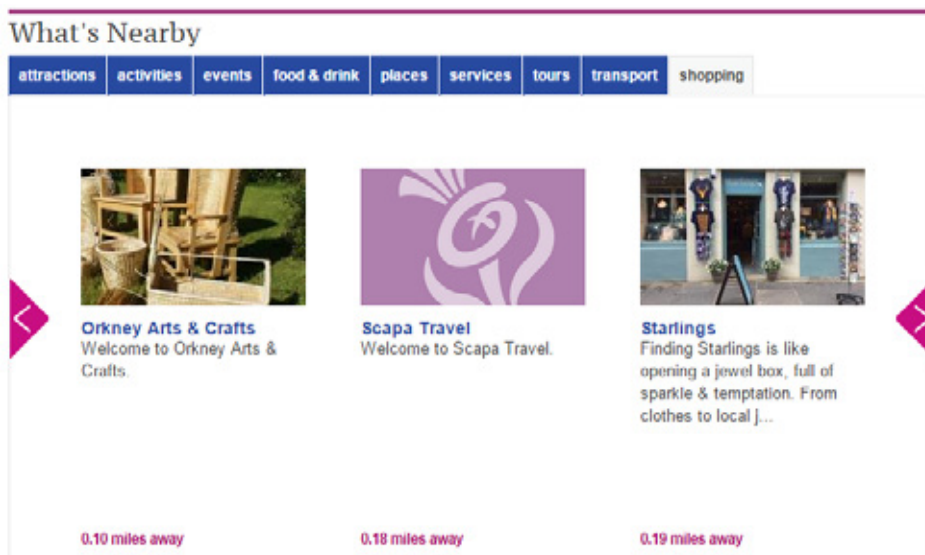 What's Nearby
attractions activities events food & drink places services tours transport shopping
Orkney Arts & Crafts
Welcome to Orkney Arts &
Crafts.
0.10 miles away
Scapa Travel
Welcome to Scapa Travel.
0.18 miles away
Starlings
Finding Starlings is like
opening a jewel box, full of
sparkle & temptation. From
clothes to local j...
0.19 miles away